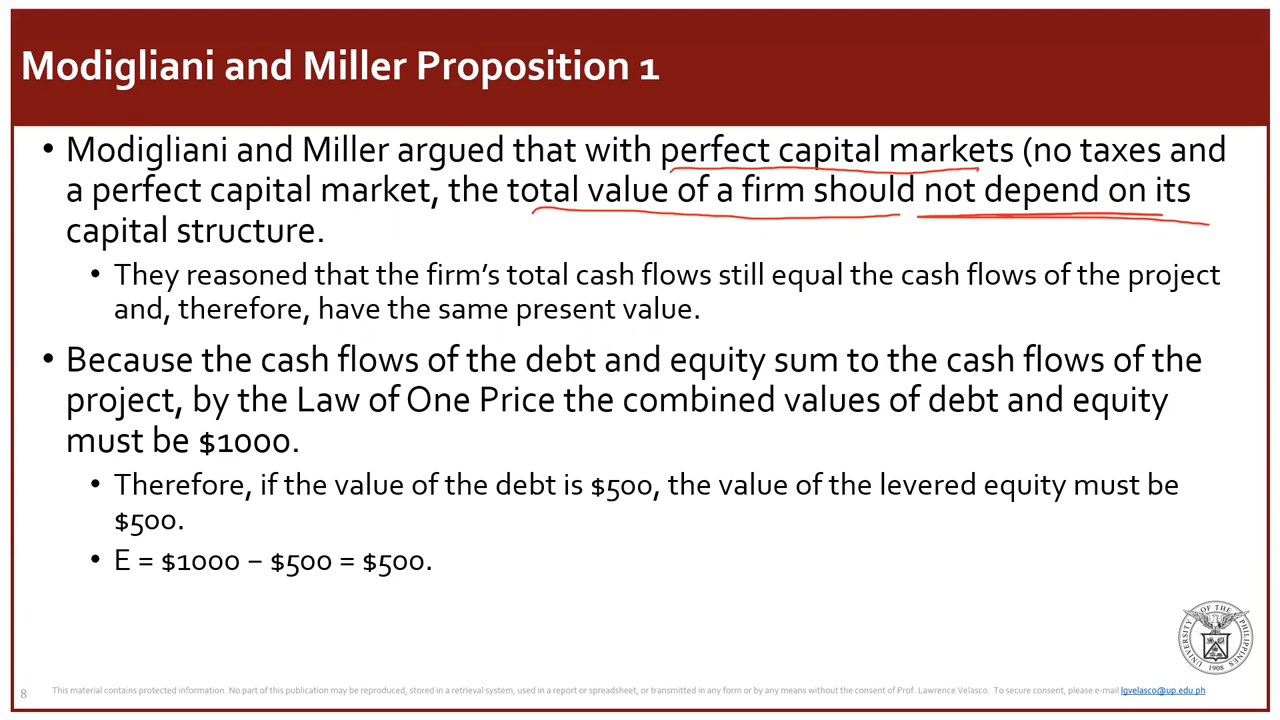 Modigliani and Miller Proposition 1
• Modigliani and Miller argued that with perfect capital markets (no taxes and
a perfect capital market, the total value of a firm should not depend on its
capital structure.
• They reasoned that the firm's total cash flows still equal the cash flows of the project
and, therefore, have the same present value.
• Because the cash flows of the debt and equity sum to the cash flows of the
project, by the Law of One Price the combined values of debt and equity
must be $1000.
• Therefore, if the value of the debt is $500, the value of the levered equity must be
$500.
• E = $1000 – $500 = $500.
UNIVERSITY OF THE PHILIPPINES
1908
8
This material contains protected information. No part of this publication may be reproduced, stored in a retrieval system, used in a report or spreadsheet, or transmitted in any form or by any means without the consent of Prof. Lawrence Velasco. To secure consent, please e-mail lgvelasco@up.edu.ph.